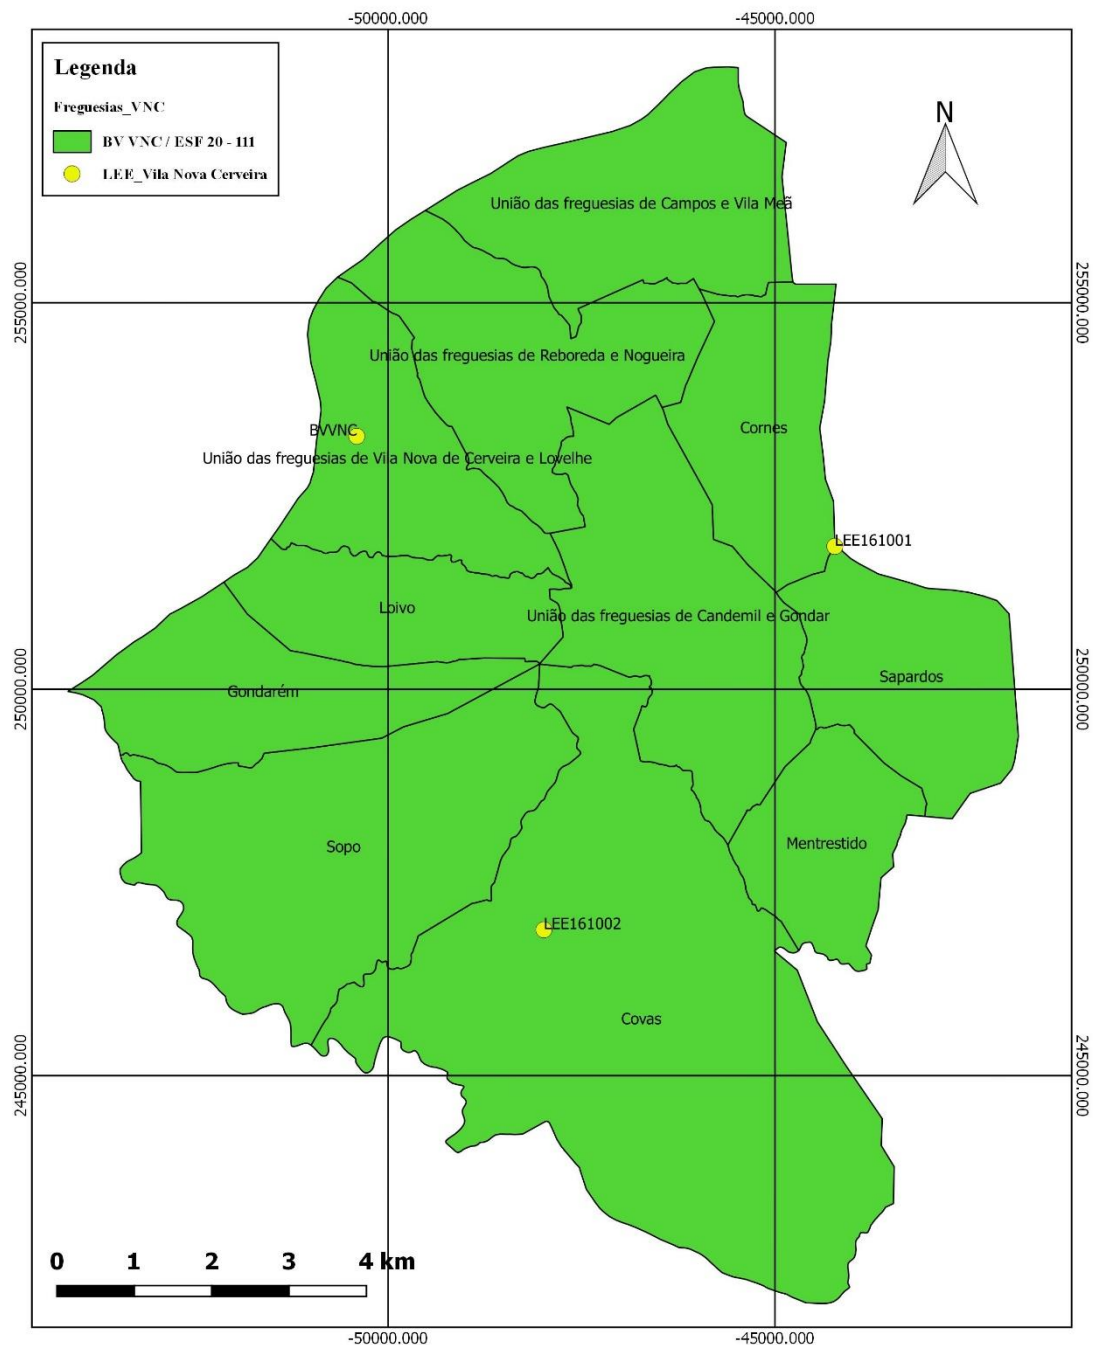 -50000.000 -45000.000
Legenda
Freguesias_VNC
BV VNC / ESF 20 - 111
LEE_Vila Nova Cerveira
N
União das freguesias de Campos e Vila Meã
255000.000 255000.000
União das freguesias de Reboreda e Nogueira
Cornes
BVVNC
União das freguesias de Vila Nova de Cerveira e Lovelhe
LEE161001
Loivo
União das freguesias de Candemil e Gondar
Sapardos
Gondarém
250000.000 250000.000
Mentrestido
Sopo
LEE161002
Covas
245000.000 245000.000
0 1 2 3 4 km
-50000.000 -45000.000